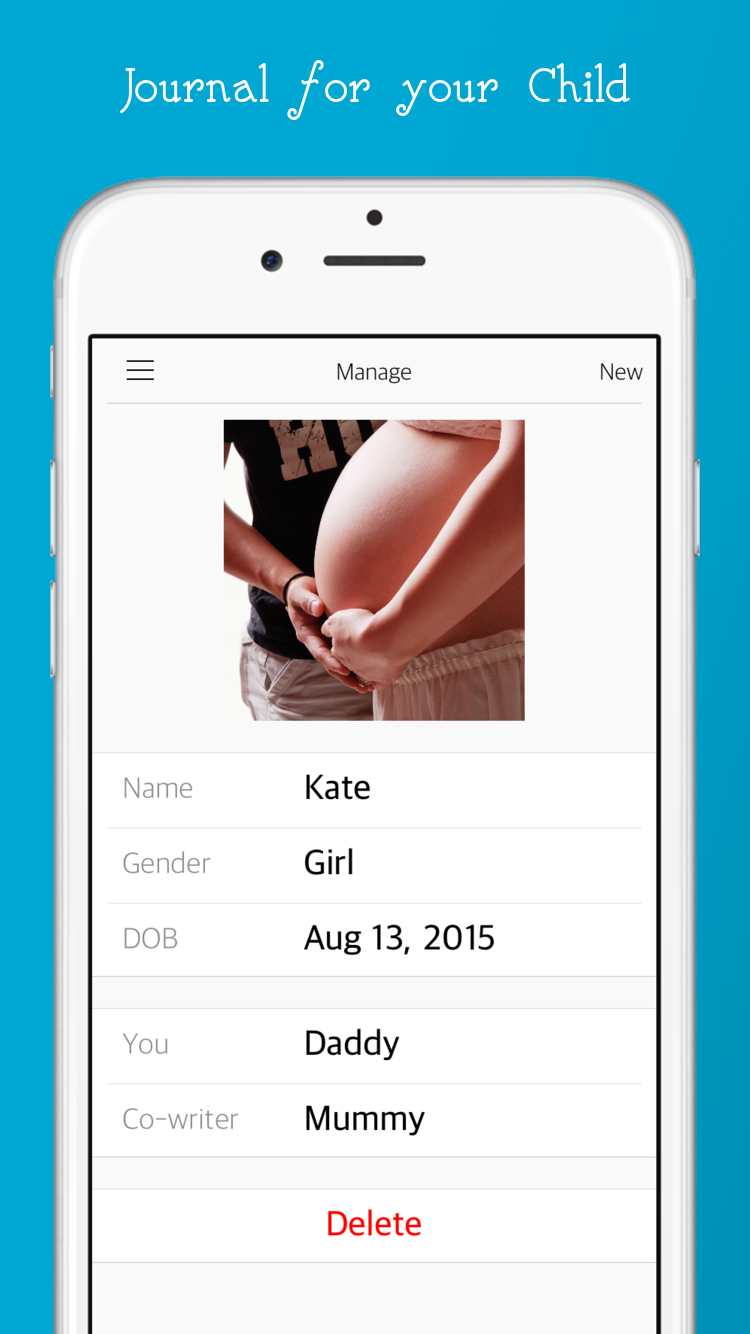 Journal for your Child
Manage
New
Name Kate
Gender Girl
DOB Aug 13, 2015
You Daddy
Co-writer Mummy
Delete